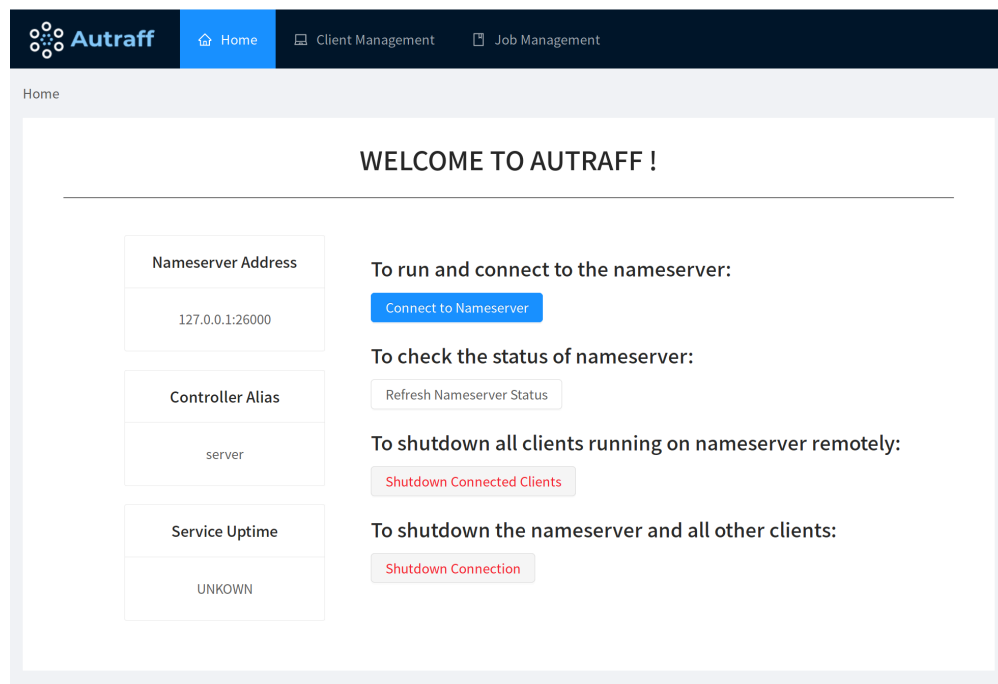 Autraff
Home
Client Management
Job Management
Home
WELCOME TO AUTRAFF !
Nameserver Address
127.0.0.1:26000
Controller Alias
server
Service Uptime
UNKOWN
To run and connect to the nameserver:
Connect to Nameserver
To check the status of nameserver:
Refresh Nameserver Status
To shutdown all clients running on nameserver remotely:
Shutdown Connected Clients
To shutdown the nameserver and all other clients:
Shutdown Connection